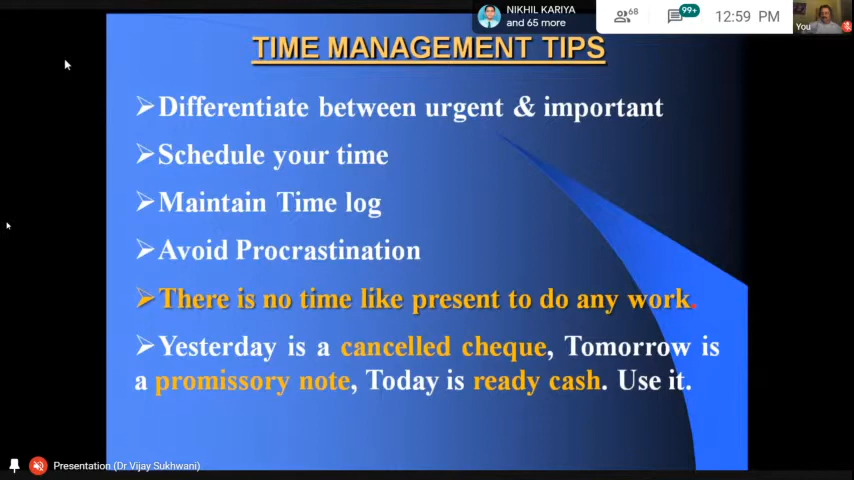 NIKHIL KARIYA
and 65 more
68
99+
12:59 PM
You
TIME MANAGEMENT TIPS
➢Differentiate between urgent & important
➢Schedule your time
➢Maintain Time log
➢Avoid Procrastination
➢There is no time like present to do any work.
➢Yesterday is a cancelled cheque, Tomorrow is
a promissory note, Today is ready cash. Use it.
Presentation (Dr Vijay Sukhwani)